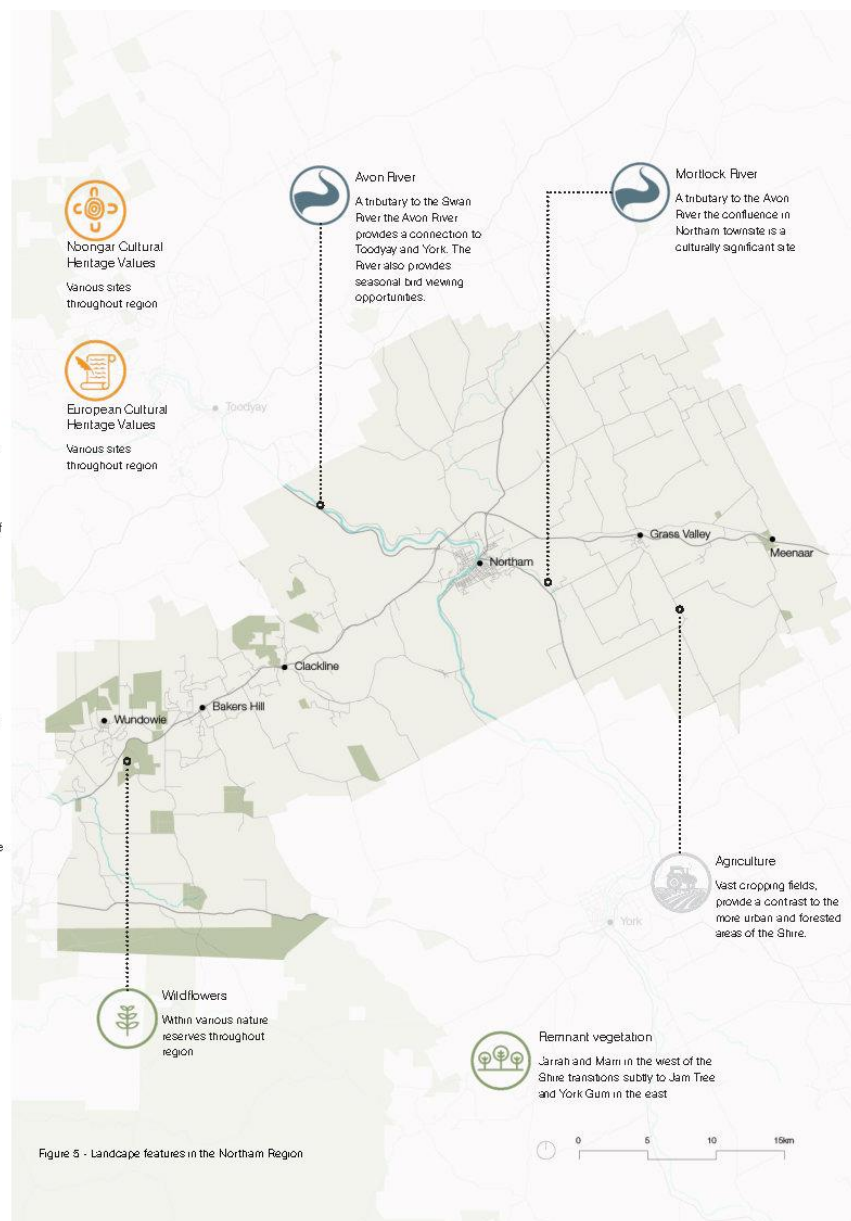 Avon River
A tributary to the Swan
River the Avon River
provides a connection to
Toodyay and York. The
River also provides
seasonal bird viewing
opportunities.
Mortlock River
A tributary to the Avon
River the confluence in
Northam townsite is a
culturally significant site
Noongar Cultural
Heritage Values
Various sites
throughout region
European Cultural
Heritage Values
Various sites
throughout region
Toodyay
f
Grass Valley
Meenaar
Northam
Clackline
Bakers Hill
Wundowie
e
Agriculture
Vast cropping fields,
provide a contrast to the
more urban and forested
areas of the Shire.
York
Wildflowers
Within various nature
reserves throughout
region
Remnant vegetation
Jarrah and Marri in the west of the
Shire transitions subtly to Jam Tree
and York Gum in the east
Figure 5 - Landscape features in the Northam Region
0 5 10 15km